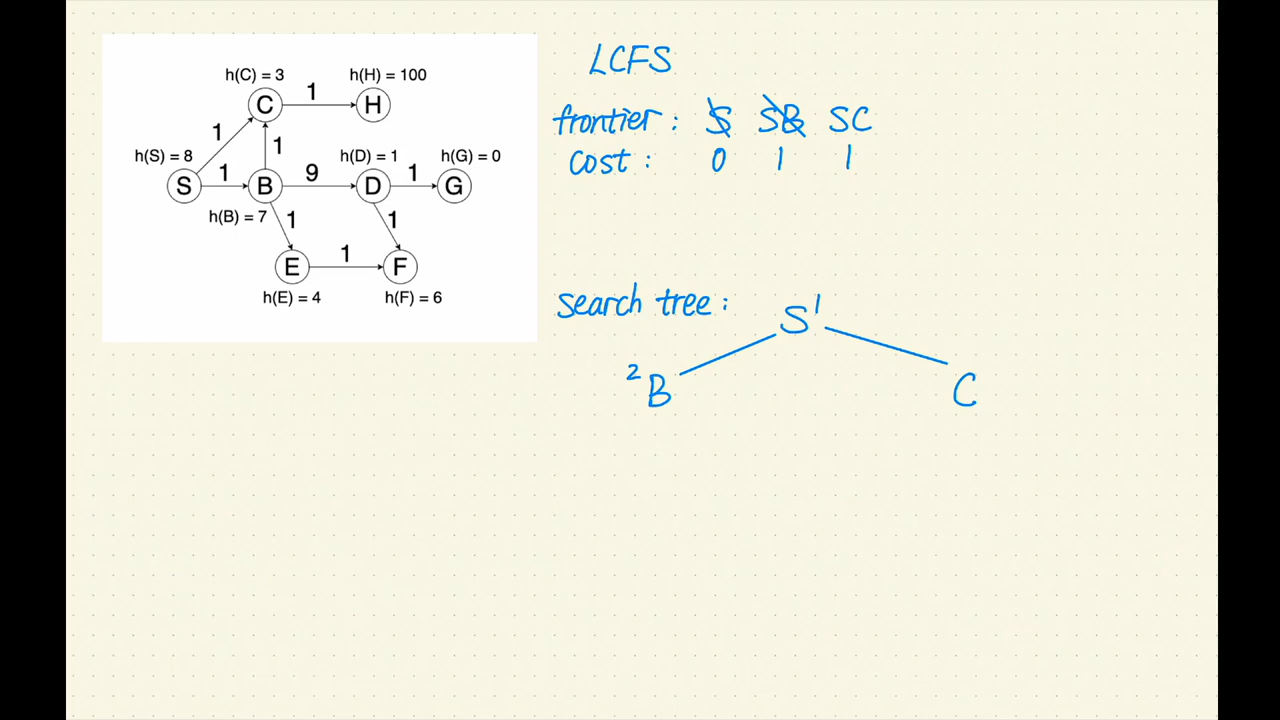 LCFS
h(C) = 3 h(H) = 100
C 1 H
frontier : S SB SC
cost : 0 1 1
1 1
h(S) = 8 h(D) = 1 h(G) = 0
S 1 B 9 D 1 G
h(B) = 7 1 1
E 1 F
h(E) = 4 h(F) = 6
search tree : S 1
2 B C